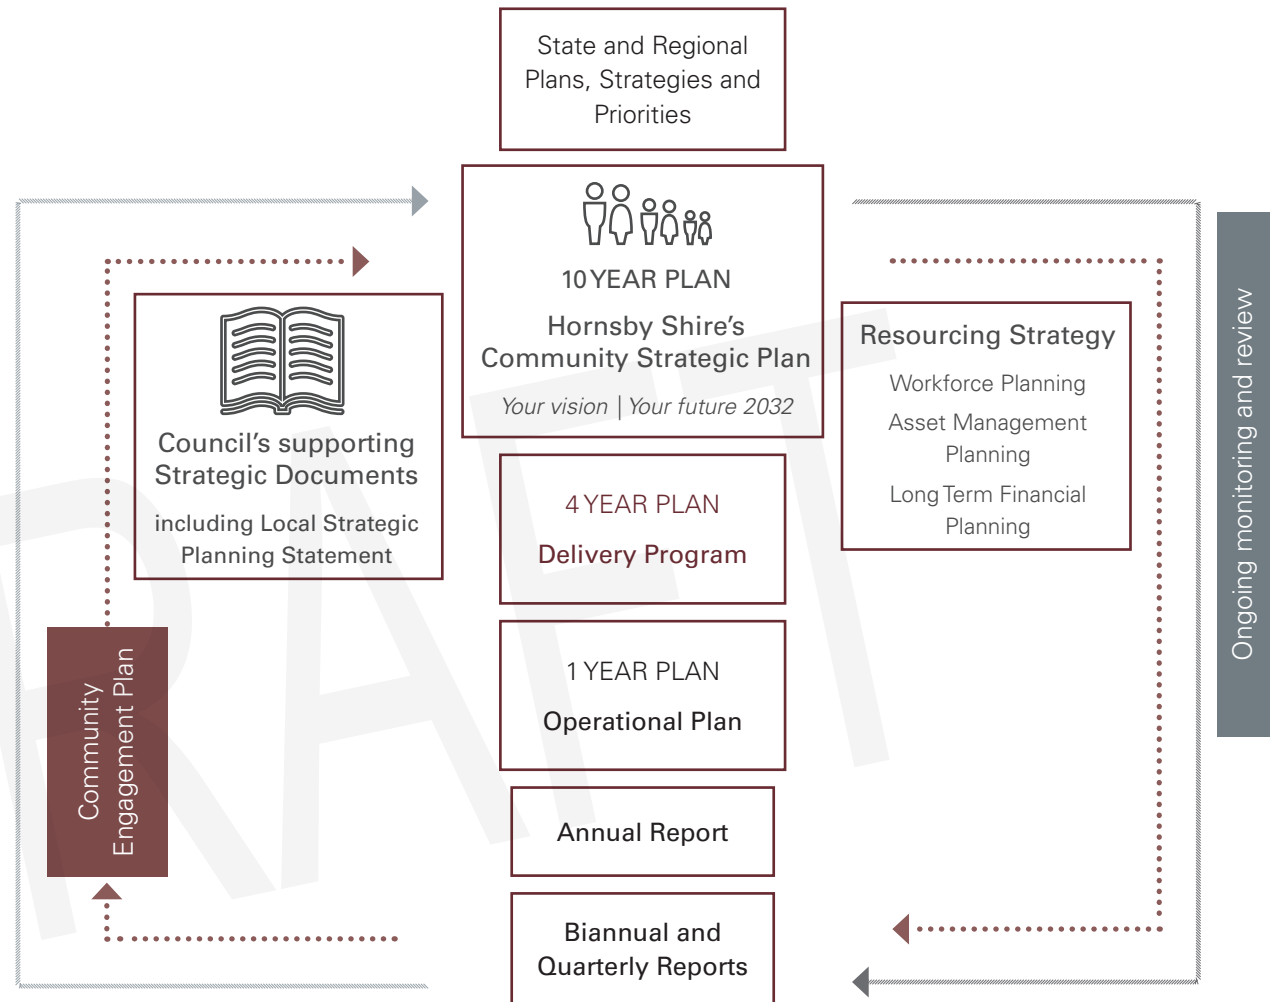 State and Regional
Plans, Strategies and
Priorities
10 YEAR PLAN
Hornsby Shire's
Community Strategic Plan
Your vision | Your future 2032
Council's supporting
Strategic Documents
including Local Strategic
Planning Statement
Resourcing Strategy
Workforce Planning
Asset Management
Planning
Long Term Financial
Planning
4 YEAR PLAN
Delivery Program
1 YEAR PLAN
Operational Plan
Annual Report
Biannual and
Quarterly Reports
Community
Engagement Plan
Ongoing monitoring and review
RAFT